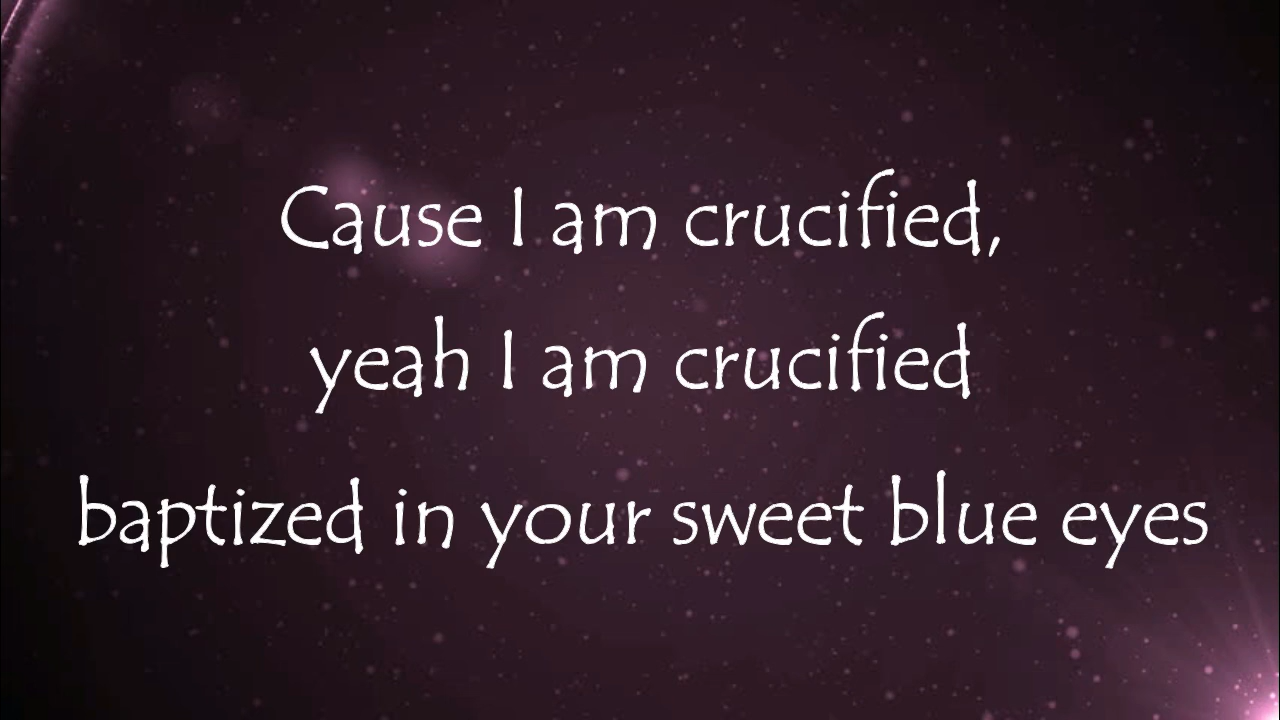 Cause I am crucified,
yeah I am crucified
baptized in your sweet blue eyes